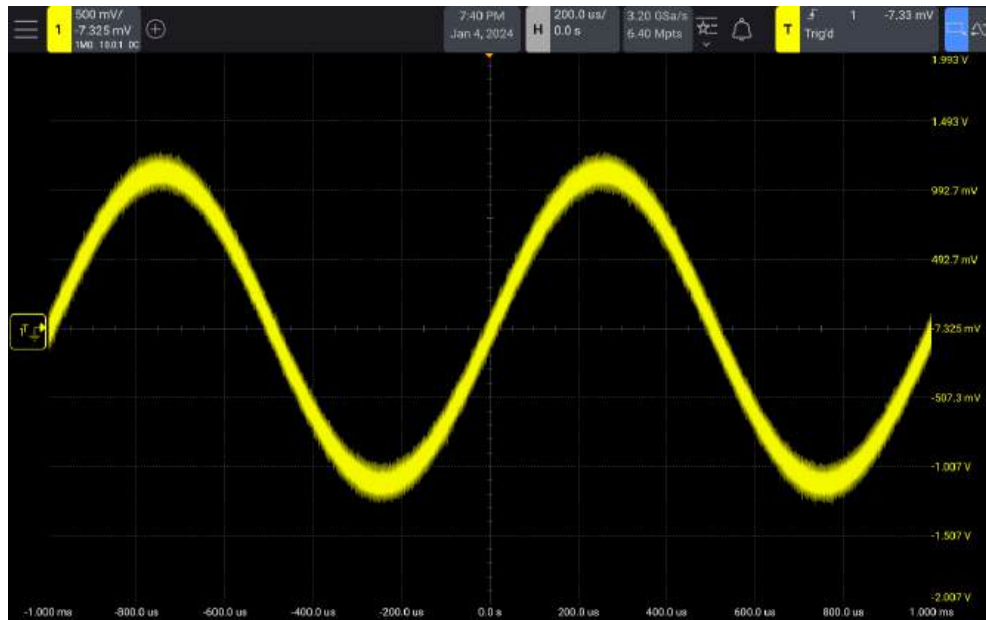 500 mV/
1 -7.325 mV
1MΩ 10.0:1 DC
7:40 PM
Jan 4, 2024
H 200.0 us/
0.0 s
3.20 GSa/s
6.40 Mpts
T 1 -7.33 mV
Trig'd
1.993 V
1.493 V
992.7 mV
492.7 mV
-7.325 mV
-507.3 mV
-1.007 V
-1.507 V
-2.007 V
-1.000 ms -800.0 us -600.0 us -400.0 us -200.0 us 0.0 s 200.0 us 400.0 us 600.0 us 800.0 us 1.000 ms